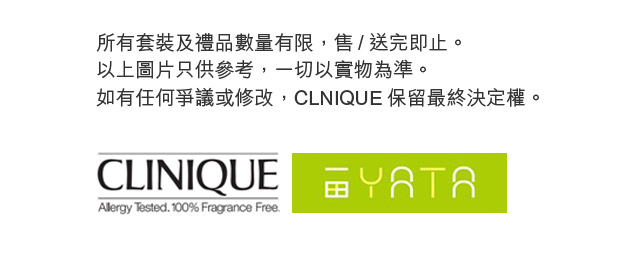 所有套裝及禮品數量有限，售 / 送完即止。
以上圖片只供參考，一切以實物為準。
如有任何爭議或修改，CLNIQUE 保留最終決定權。
CLINIQUE
Allergy Tested. 100% Fragrance Free.
一田 YATA